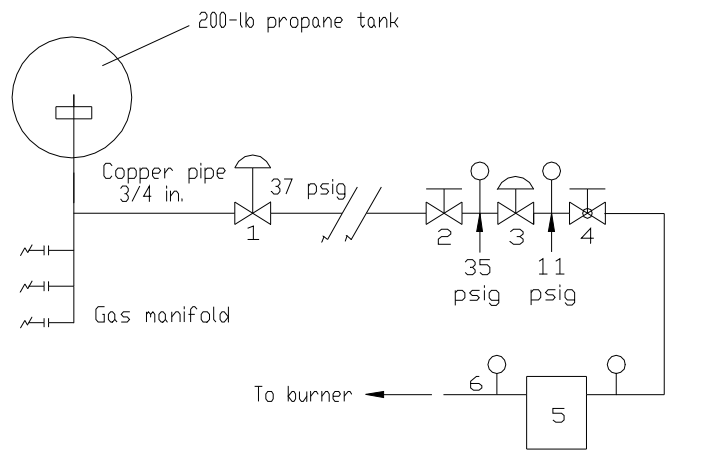 200-lb propane tank
Copper pipe
3/4 in.
37 psig
1
2
3
4
35
psig
11
psig
Gas manifold
To burner
6
5